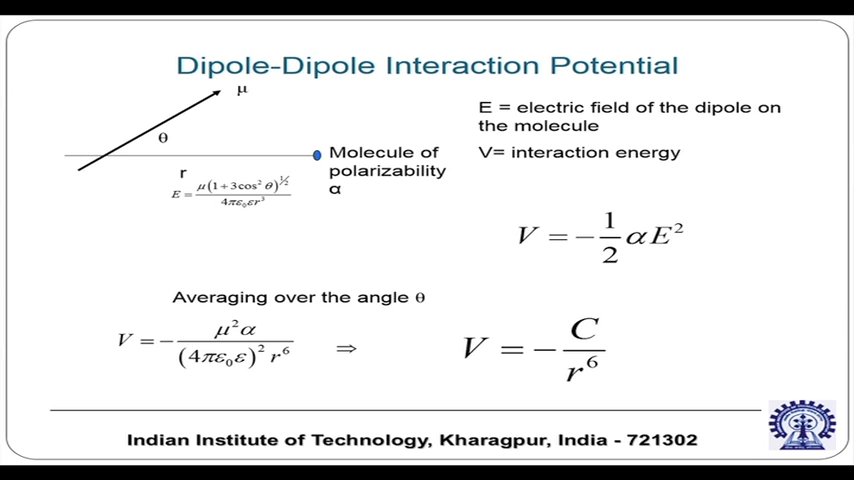 Dipole-Dipole Interaction Potential
μ
θ
r
E = μ(1+3cos² θ)^½ / 4πε₀εr³
Molecule of
polarizability
α
E = electric field of the dipole on
the molecule
V= interaction energy
V = −1/2 αE²
Averaging over the angle θ
V = − μ²α / (4πε₀ε)² r⁶ ⇒ V = − C / r⁶
Indian Institute of Technology, Kharagpur, India - 721302